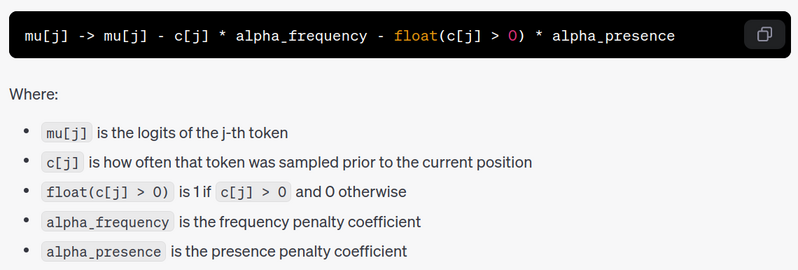 mu[j] -> mu[j] - c[j] * alpha_frequency - float(c[j] > 0) * alpha_presence
Where:
• mu[j] is the logits of the j-th token
• c[j] is how often that token was sampled prior to the current position
• float(c[j] > 0) is 1 if c[j] > 0 and 0 otherwise
• alpha_frequency is the frequency penalty coefficient
• alpha_presence is the presence penalty coefficient